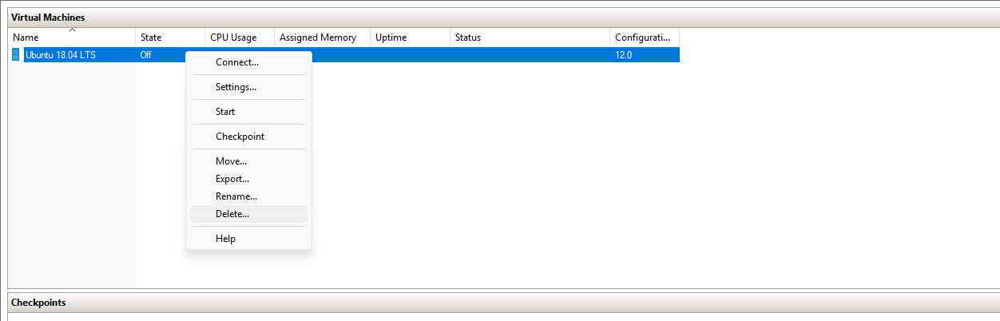 Virtual Machines
Name State CPU Usage Assigned Memory Uptime Status Configurati...
Ubuntu 18.04 LTS Off 12.0
Connect...
Settings...
Start
Checkpoint
Move...
Export...
Rename...
Delete...
Help
Checkpoints